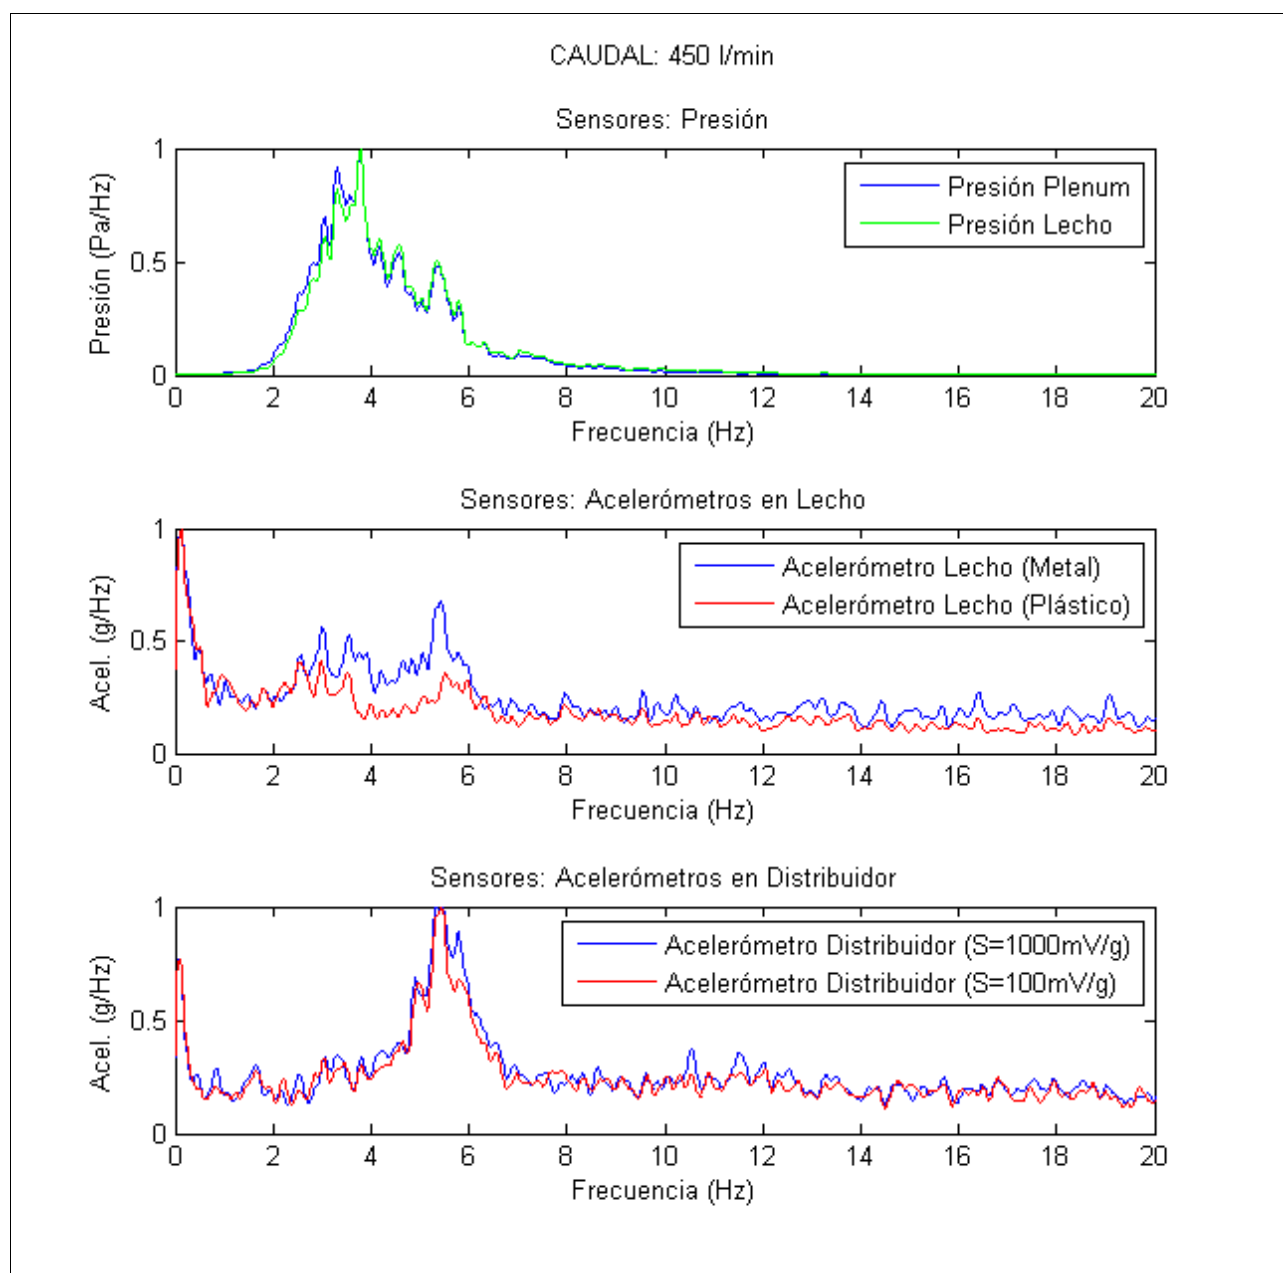 CAUDAL: 450 l/min
Sensores: Presión
Presión (Pa/Hz)
1
0.5
0
Presión Plenum
Presión Lecho
0 2 4 6 8 10 12 14 16 18 20
Frecuencia (Hz)
Sensores: Acelerómetros en Lecho
Acel. (g/Hz)
1
0.5
0
Acelerómetro Lecho (Metal)
Acelerómetro Lecho (Plástico)
0 2 4 6 8 10 12 14 16 18 20
Frecuencia (Hz)
Sensores: Acelerómetros en Distribuidor
Acel. (g/Hz)
1
0.5
0
Acelerómetro Distribuidor (S=1000mV/g)
Acelerómetro Distribuidor (S=100mV/g)
0 2 4 6 8 10 12 14 16 18 20
Frecuencia (Hz)